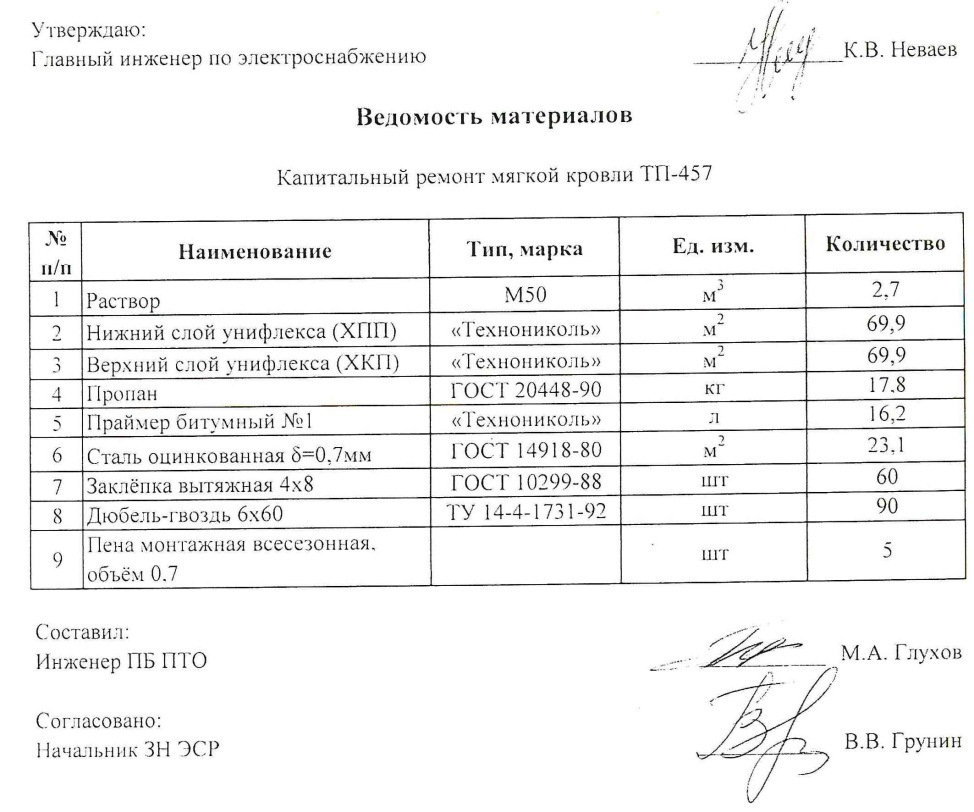 Утверждаю:
Главный инженер по электроснабжению
К.В. Неваев
Ведомость материалов
Капитальный ремонт мягкой кровли ТП-457
№ п/п Наименование Тип, марка Ед. изм. Количество
1 Раствор М50 м³ 2,7
2 Нижний слой унифлекса (ХПП) «Технониколь» м² 69,9
3 Верхний слой унифлекса (ХКП) «Технониколь» м² 69,9
4 Пропан ГОСТ 20448-90 кг 17,8
5 Праймер битумный №1 «Технониколь» л 16,2
6 Сталь оцинкованная δ=0,7мм ГОСТ 14918-80 м² 23,1
7 Заклёпка вытяжная 4х8 ГОСТ 10299-88 шт 60
8 Дюбель-гвоздь 6х60 ТУ 14-4-1731-92 шт 90
9 Пена монтажная всесезонная, шт 5
объём 0,7
Составил:
Инженер ПБ ПТО
М.А. Глухов
Согласовано:
Начальник ЗН ЭСР
В.В. Грунин